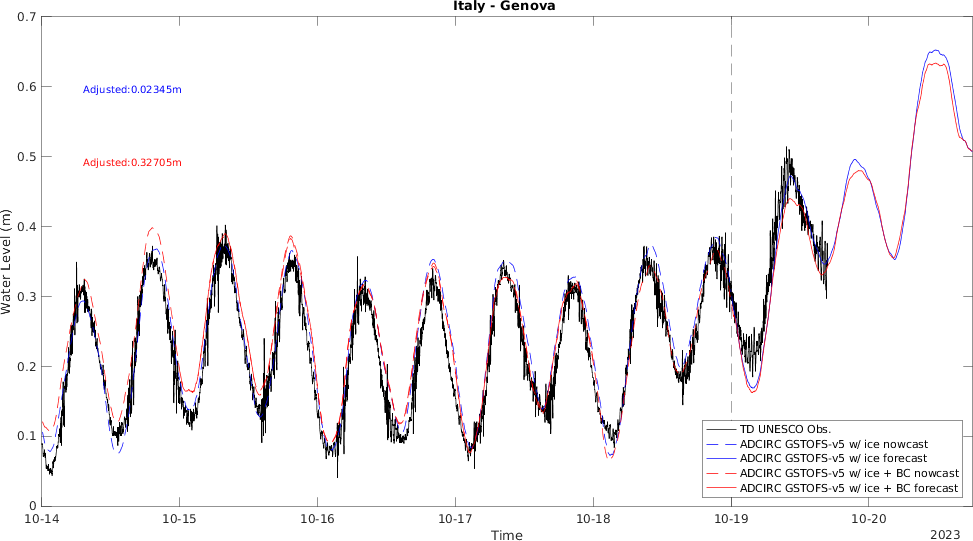 Italy - Genova
Adjusted:0.02345m
Adjusted:0.32705m
Water Level (m)
0.7
0.6
0.5
0.4
0.3
0.2
0.1
0
TD UNESCO Obs.
ADCIRC GSTOFS-v5 w/ ice nowcast
ADCIRC GSTOFS-v5 w/ ice forecast
ADCIRC GSTOFS-v5 w/ ice + BC nowcast
ADCIRC GSTOFS-v5 w/ ice + BC forecast
10-14 10-15 10-16 10-17 10-18 10-19 10-20
Time
2023